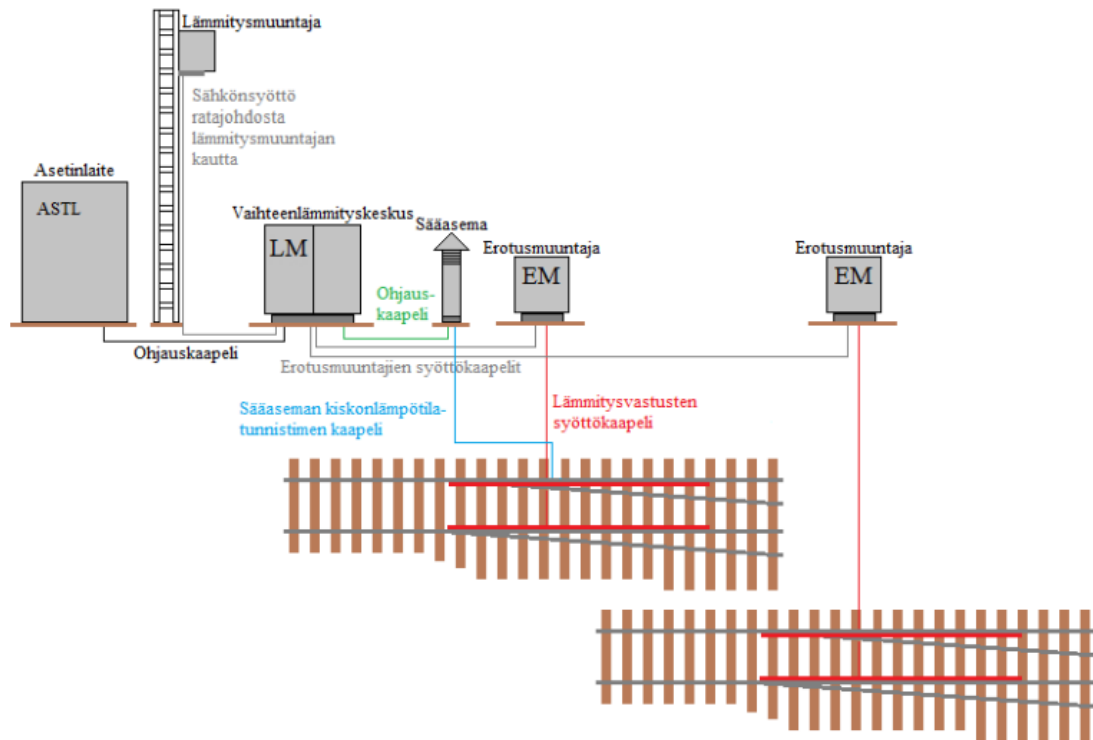 Lämmitysmuuntaja
Sähkönsyöttö
ratajohdosta
lämmitysmuuntajan
kautta
Asetinlaite
ASTL
Vaihteenlämmityskeskus
LM
Sääasema
Erotusmuuntaja
EM
Erotusmuuntaja
EM
Ohjaus-
kaapeli
Ohjauskaapeli
Erotusmuuntajien syöttökaapelit
Sääaseman kiskonlämpötila-
tunnistimen kaapeli
Lämmitysvastusten
syöttökaapeli